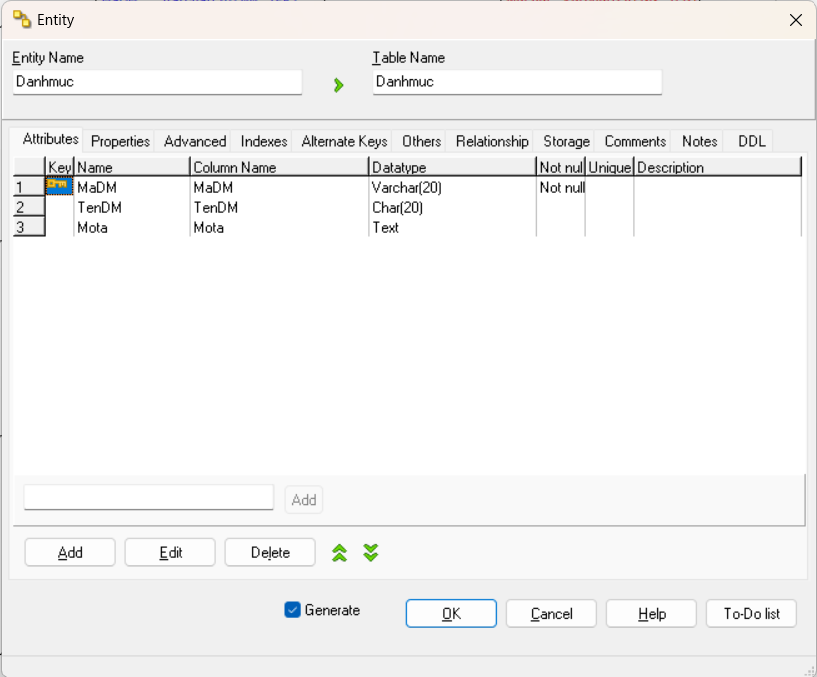 Entity
Entity Name Table Name
Danhmuc Danhmuc
Attributes Properties Advanced Indexes Alternate Keys Others Relationship Storage Comments Notes DDL
Key Name Column Name Datatype Not nul Unique Description
1 MaDM MaDM Varchar(20) Not null
2 TenDM TenDM Char(20)
3 Mota Mota Text
Add
Add Edit Delete
Generate OK Cancel Help To-Do list